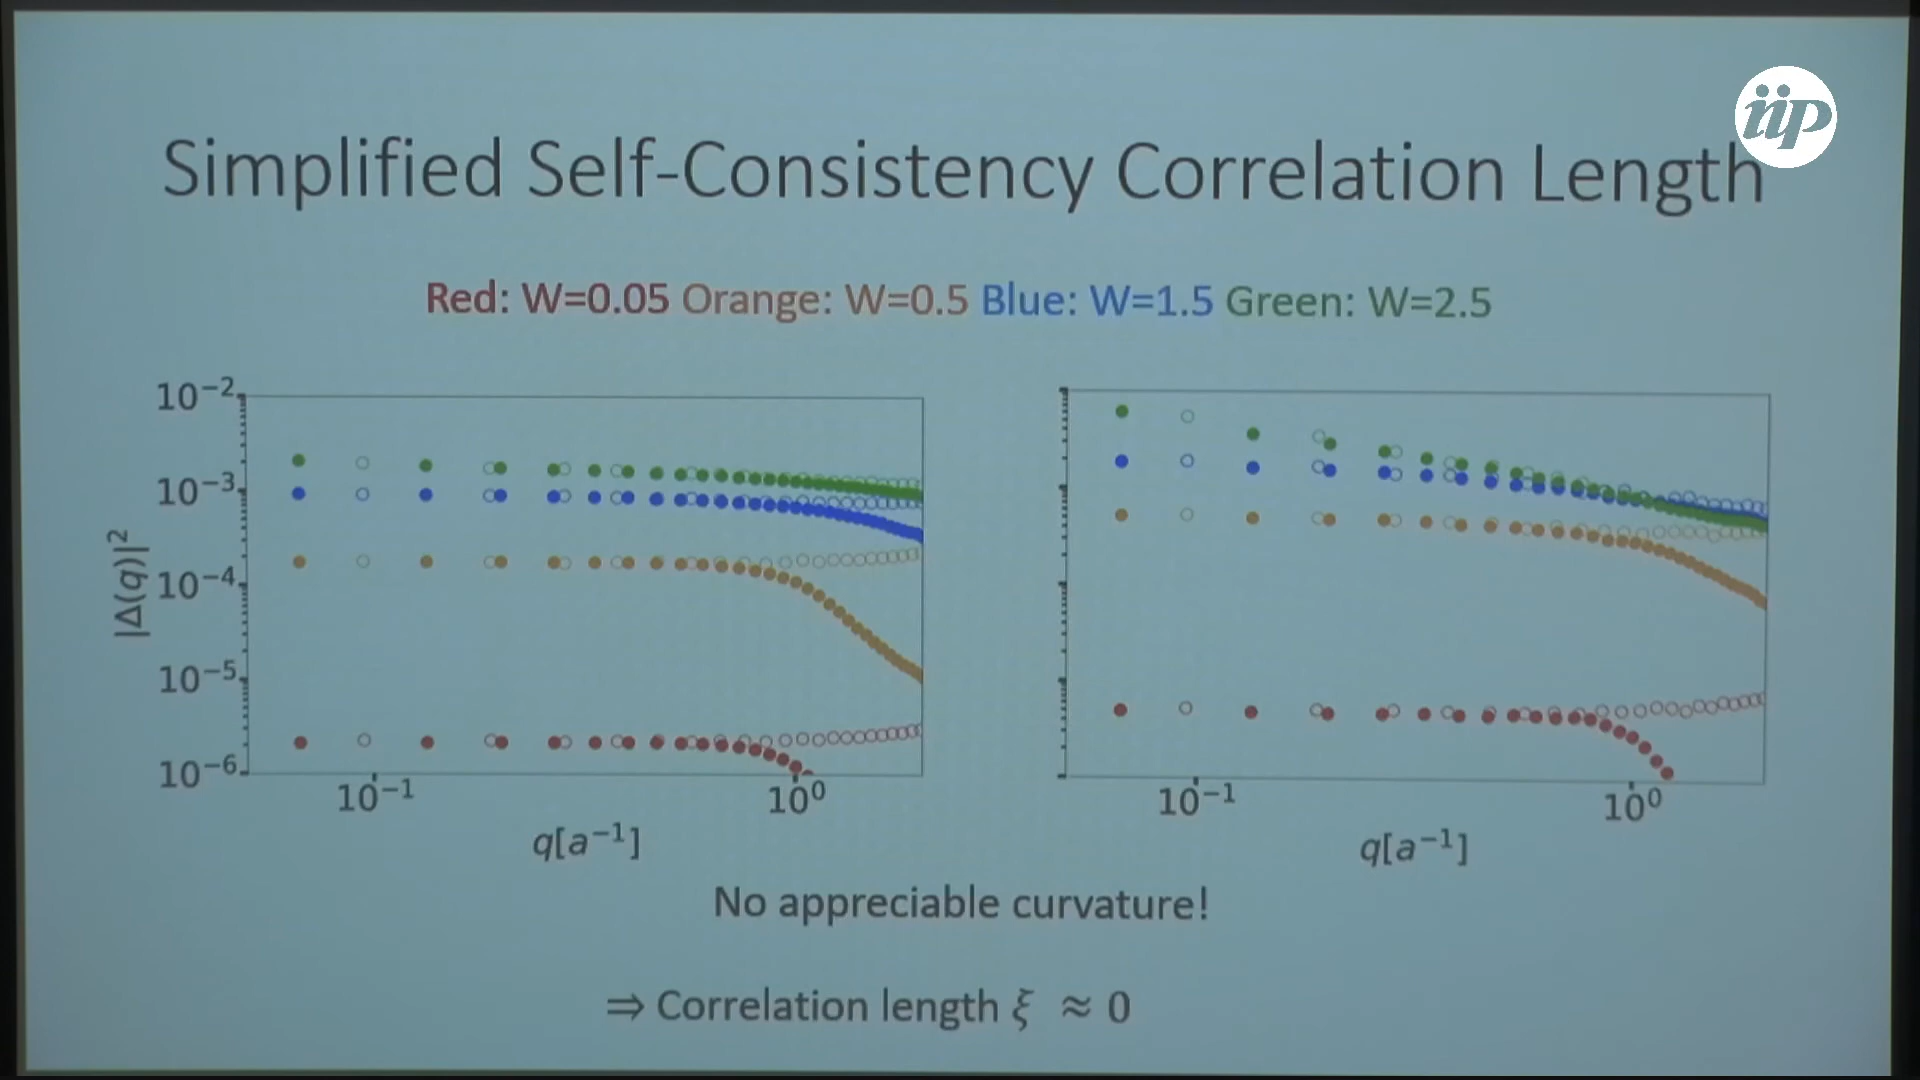 iip
Simplified Self-Consistency Correlation Length
Red: W=0.05 Orange: W=0.5 Blue: W=1.5 Green: W=2.5
|Δ(q)|²
10⁻²
10⁻³
10⁻⁴
10⁻⁵
10⁻⁶
10⁻¹
10⁰
q[a⁻¹]
10⁻¹
10⁰
q[a⁻¹]
No appreciable curvature!
⇒ Correlation length ξ ≈ 0